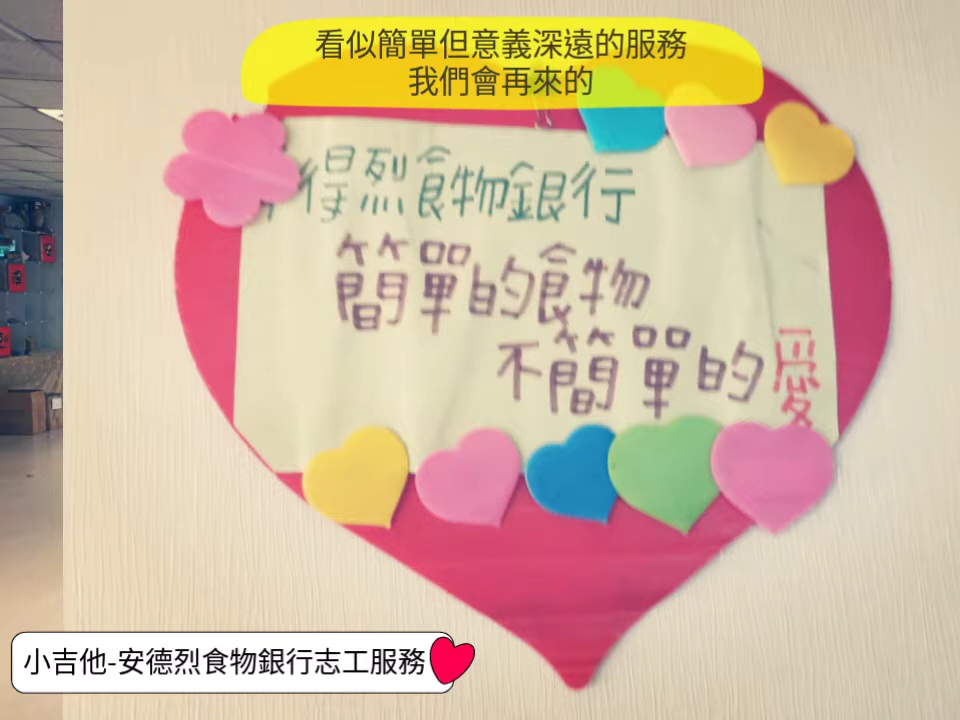 看似簡單但意義深遠的服務
我們會再來的
得烈食物銀行
簡單的食物
不簡單的愛
小吉他-安德烈食物銀行志工服務